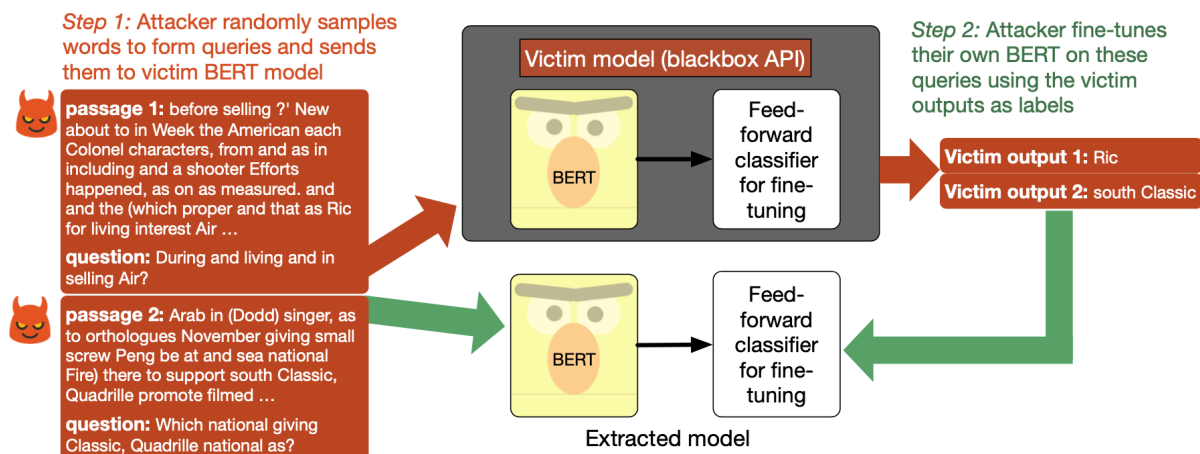 Step 1: Attacker randomly samples
words to form queries and sends
them to victim BERT model
passage 1: before selling ?' New
about to in Week the American each
Colonel characters, from and as in
including and a shooter Efforts
happened, as on as measured. and
and the (which proper and that as Ric
for living interest Air ...
question: During and living and in
selling Air?
passage 2: Arab in (Dodd) singer, as
to orthologues November giving small
screw Peng be at and sea national
Fire) there to support south Classic,
Quadrille promote filmed ...
question: Which national giving
Classic, Quadrille national as?
Victim model (blackbox API)
BERT
Feed-
forward
classifier
for fine-
tuning
Step 2: Attacker fine-tunes
their own BERT on these
queries using the victim
outputs as labels
Victim output 1: Ric
Victim output 2: south Classic
BERT
Feed-
forward
classifier
for fine-
tuning
Extracted model